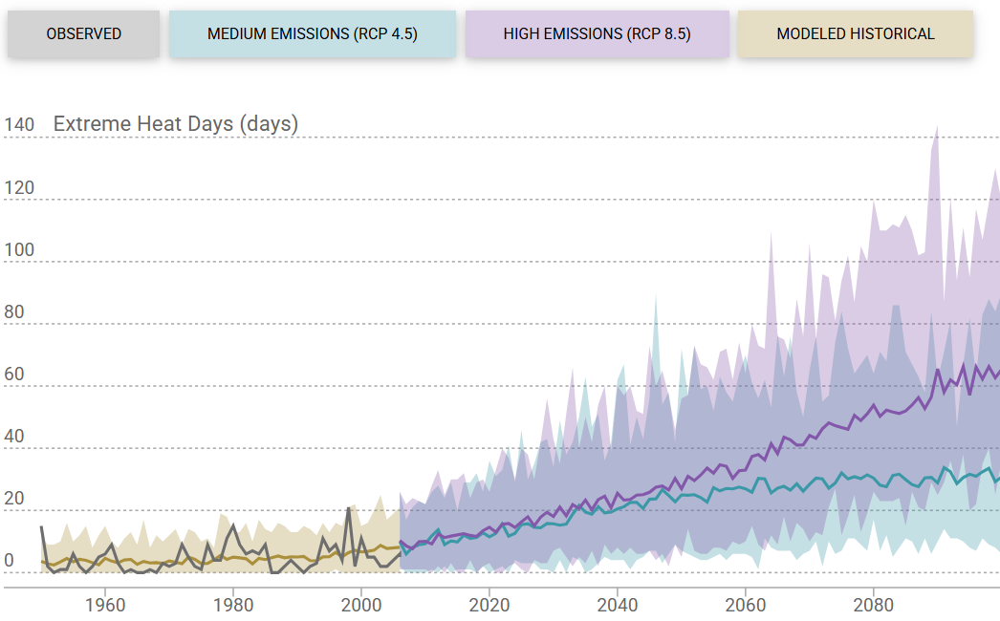 OBSERVED
MEDIUM EMISSIONS (RCP 4.5)
HIGH EMISSIONS (RCP 8.5)
MODELED HISTORICAL
140 Extreme Heat Days (days)
120
100
80
60
40
20
0
1960 1980 2000 2020 2040 2060 2080